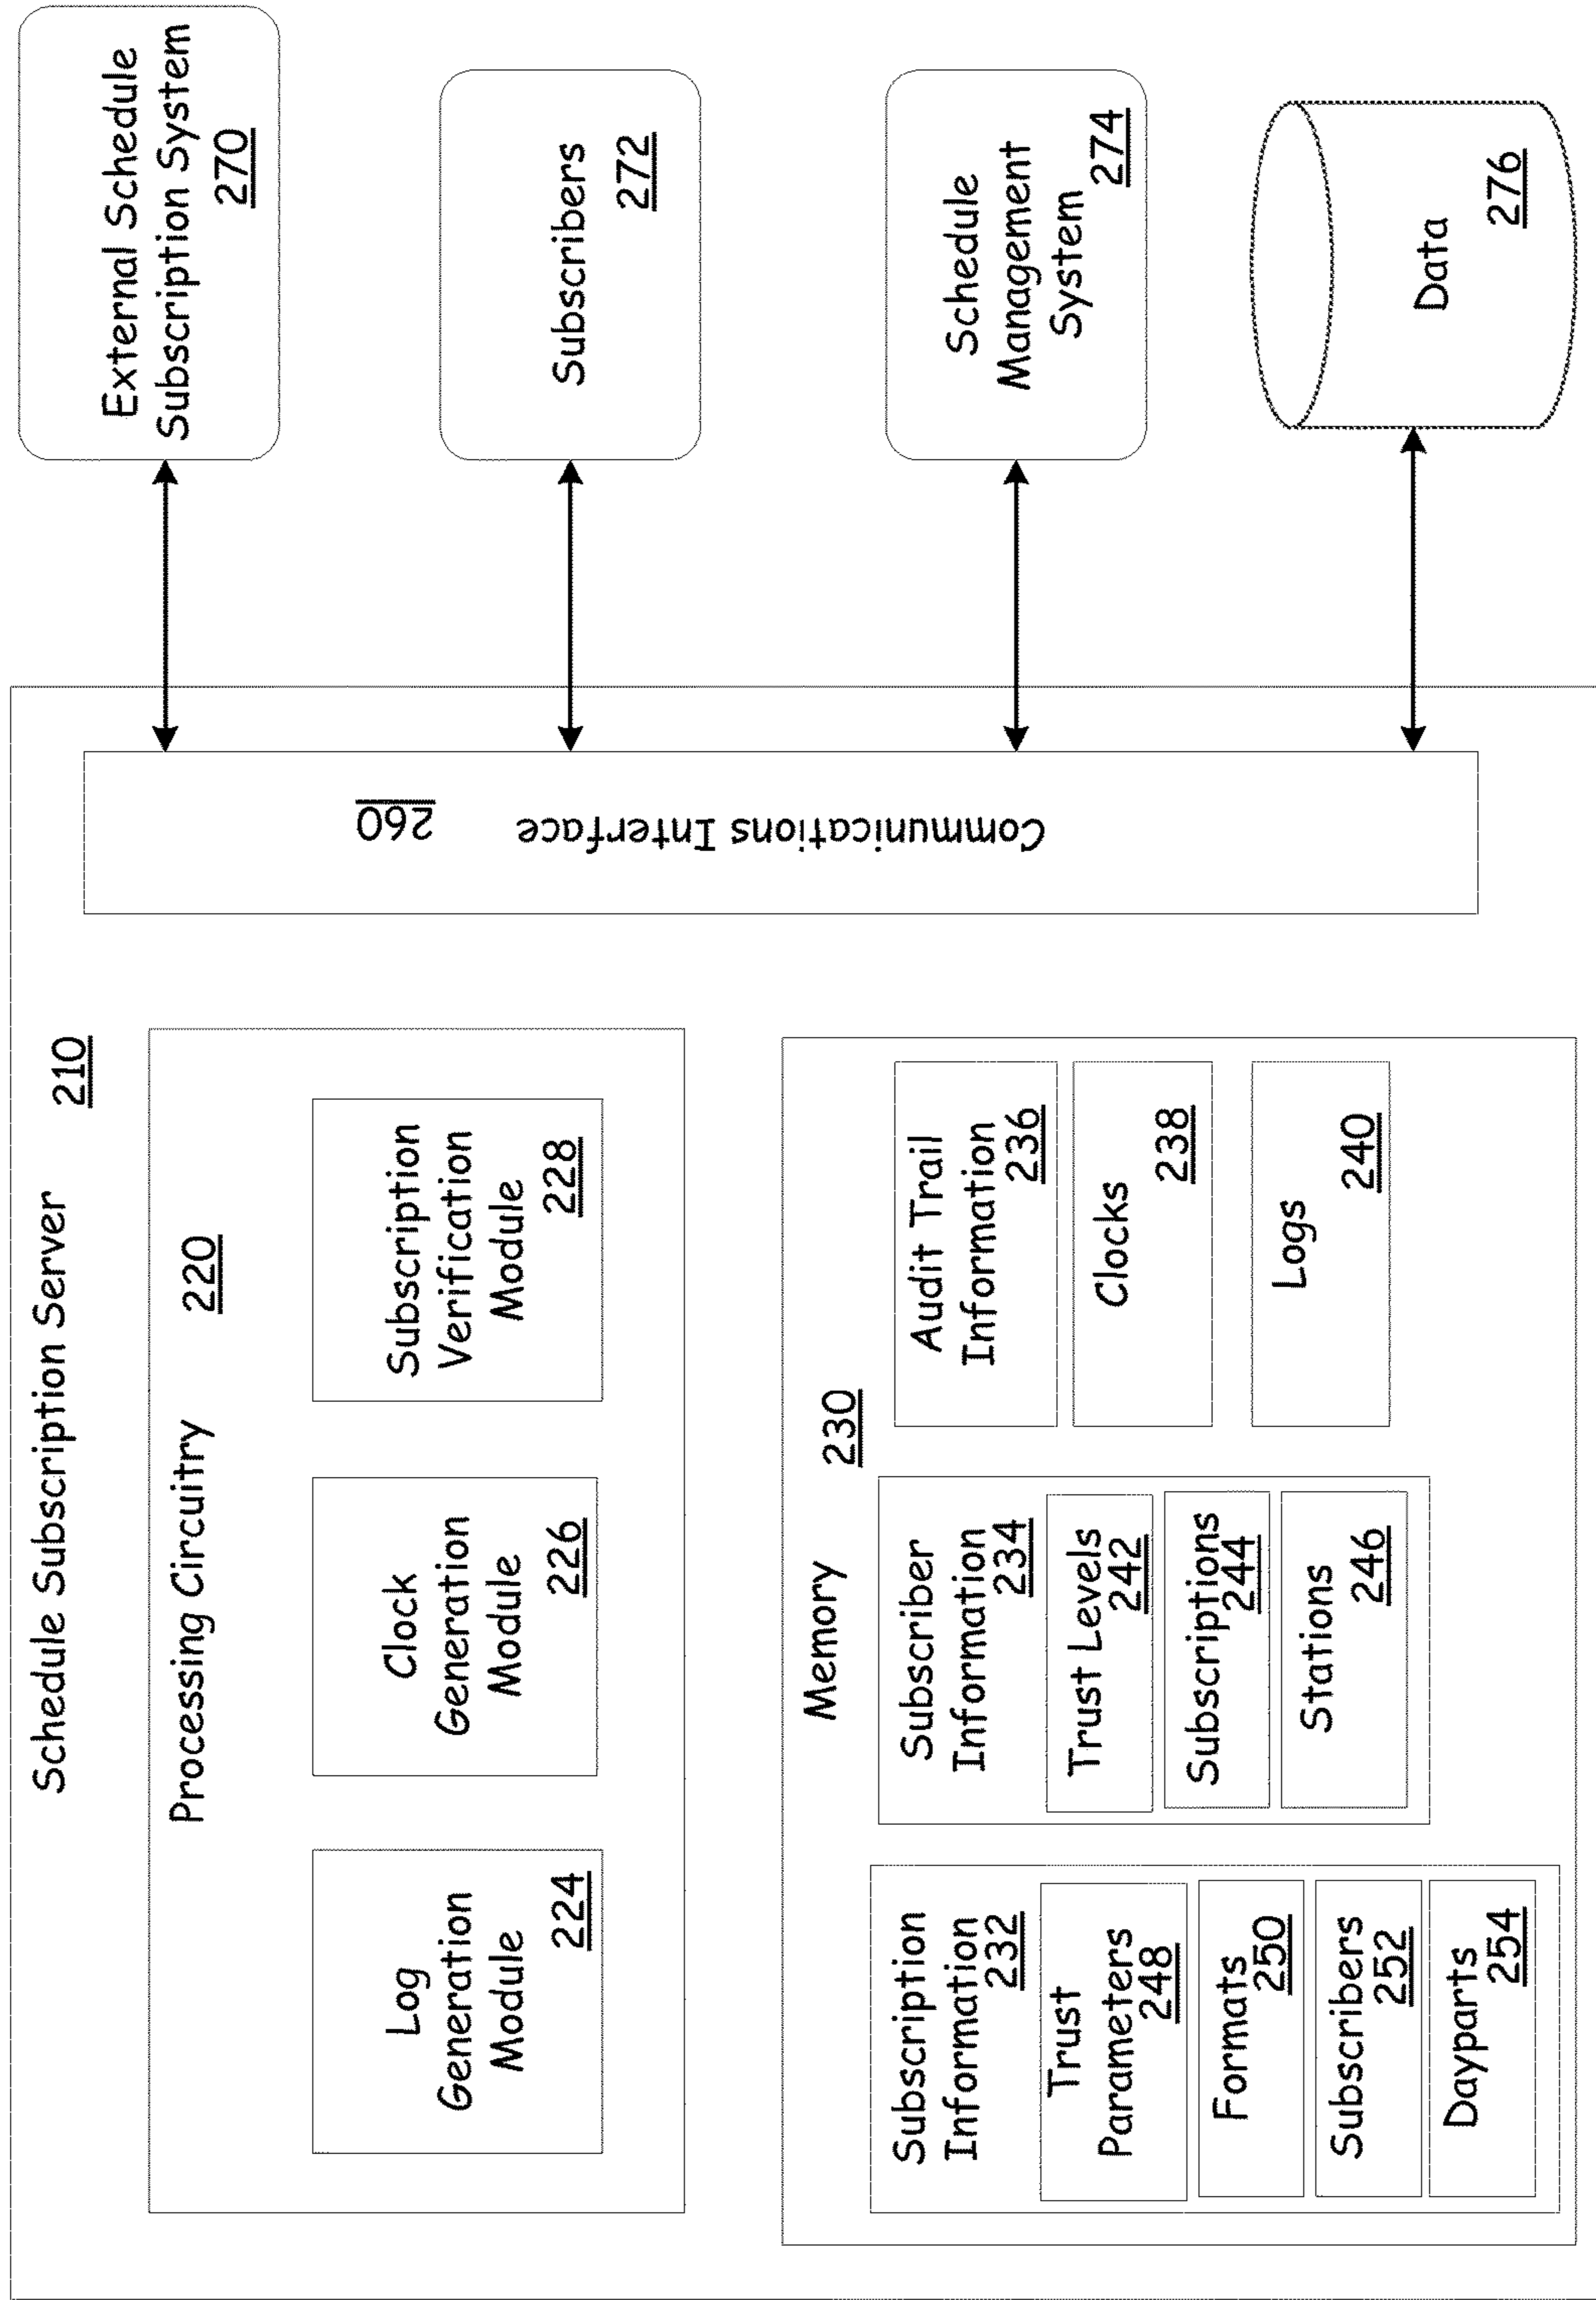 Schedule Subscription Server
210
Processing Circuitry
220
Log
Generation
Module
224
Clock
Generation
Module
226
Subscription
Verification
Module
228
Memory
230
Subscription
Information
232
Trust
Parameters
248
Formats
250
Subscribers
252
Dayparts
254
Subscriber
Information
234
Trust Levels
242
Subscriptions
244
Stations
246
Audit Trail
Information
236
Clocks
238
Logs
240
Communications Interface 260
External Schedule
Subscription System
270
Subscribers
272
Schedule
Management
System
274
Data
276